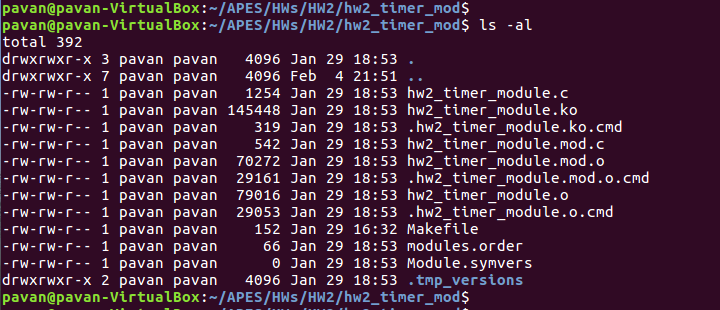 pavan@pavan-VirtualBox:~/APES/HWs/HW2/hw2_timer_mod$
pavan@pavan-VirtualBox:~/APES/HWs/HW2/hw2_timer_mod$ ls -al
total 392
drwxrwxr-x 3 pavan pavan   4096 Jan 29 18:53 .
drwxrwxr-x 7 pavan pavan   4096 Feb  4 21:51 ..
-rw-rw-r-- 1 pavan pavan   1254 Jan 29 18:53 hw2_timer_module.c
-rw-rw-r-- 1 pavan pavan 145448 Jan 29 18:53 hw2_timer_module.ko
-rw-rw-r-- 1 pavan pavan    319 Jan 29 18:53 .hw2_timer_module.ko.cmd
-rw-rw-r-- 1 pavan pavan    542 Jan 29 18:53 hw2_timer_module.mod.c
-rw-rw-r-- 1 pavan pavan  70272 Jan 29 18:53 hw2_timer_module.mod.o
-rw-rw-r-- 1 pavan pavan  29161 Jan 29 18:53 .hw2_timer_module.mod.o.cmd
-rw-rw-r-- 1 pavan pavan  79016 Jan 29 18:53 hw2_timer_module.o
-rw-rw-r-- 1 pavan pavan  29053 Jan 29 18:53 .hw2_timer_module.o.cmd
-rw-rw-r-- 1 pavan pavan    152 Jan 29 16:32 Makefile
-rw-rw-r-- 1 pavan pavan     66 Jan 29 18:53 modules.order
-rw-rw-r-- 1 pavan pavan      0 Jan 29 18:53 Module.symvers
drwxrwxr-x 2 pavan pavan   4096 Jan 29 18:53 .tmp_versions
pavan@pavan-VirtualBox:~/APES/HWs/HW2/hw2_timer_mod$